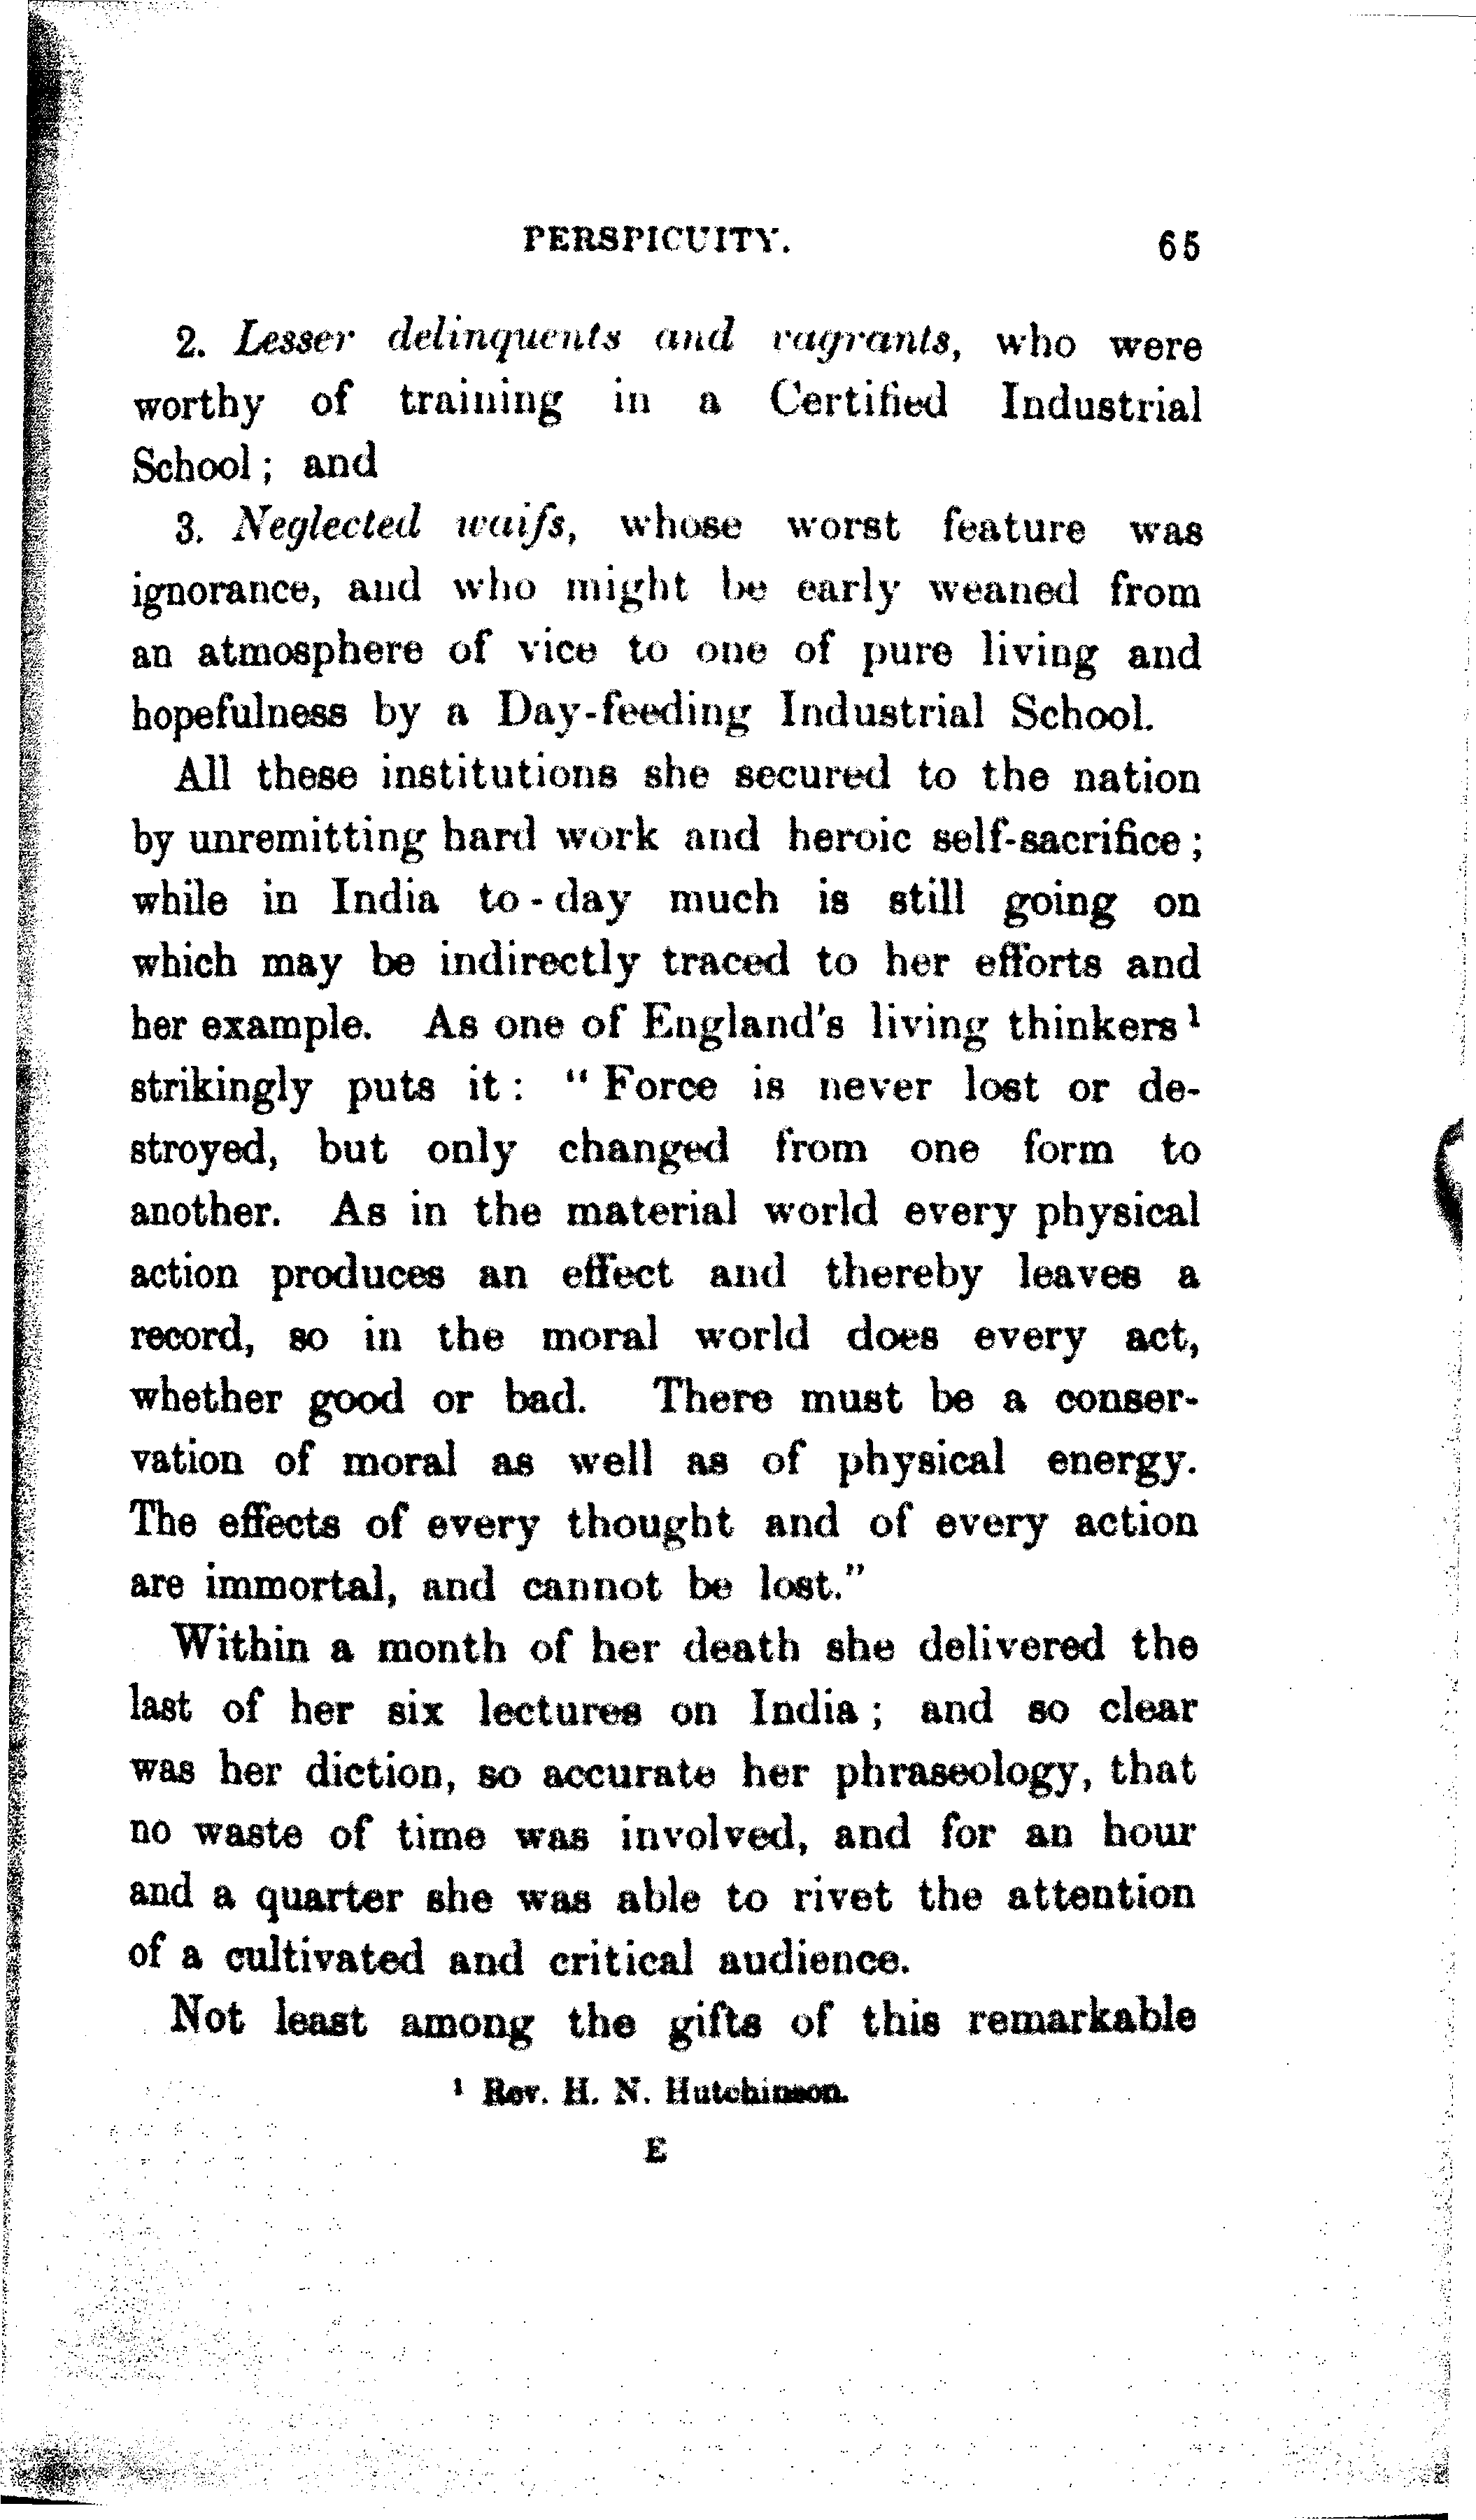 PERSPICUITY. 65
2. Lesser delinquents and vagrants, who were
worthy of training in a Certified Industrial
School; and
3. Neglected waifs, whose worst feature was
ignorance, and who might be early weaned from
an atmosphere of vice to one of pure living and
hopefulness by a Day-feeding Industrial School.
All these institutions she secured to the nation
by unremitting hard work and heroic self-sacrifice;
while in India to-day much is still going on
which may be indirectly traced to her efforts and
her example. As one of England's living thinkers¹
strikingly puts it: "Force is never lost or de-
stroyed, but only changed from one form to
another. As in the material world every physical
action produces an effect and thereby leaves a
record, so in the moral world does every act,
whether good or bad. There must be a conser-
vation of moral as well as of physical energy.
The effects of every thought and of every action
are immortal, and cannot be lost."
Within a month of her death she delivered the
last of her six lectures on India; and so clear
was her diction, so accurate her phraseology, that
no waste of time was involved, and for an hour
and a quarter she was able to rivet the attention
of a cultivated and critical audience.
Not least among the gifts of this remarkable
¹ Rev. H. N. Hutchinson.
E